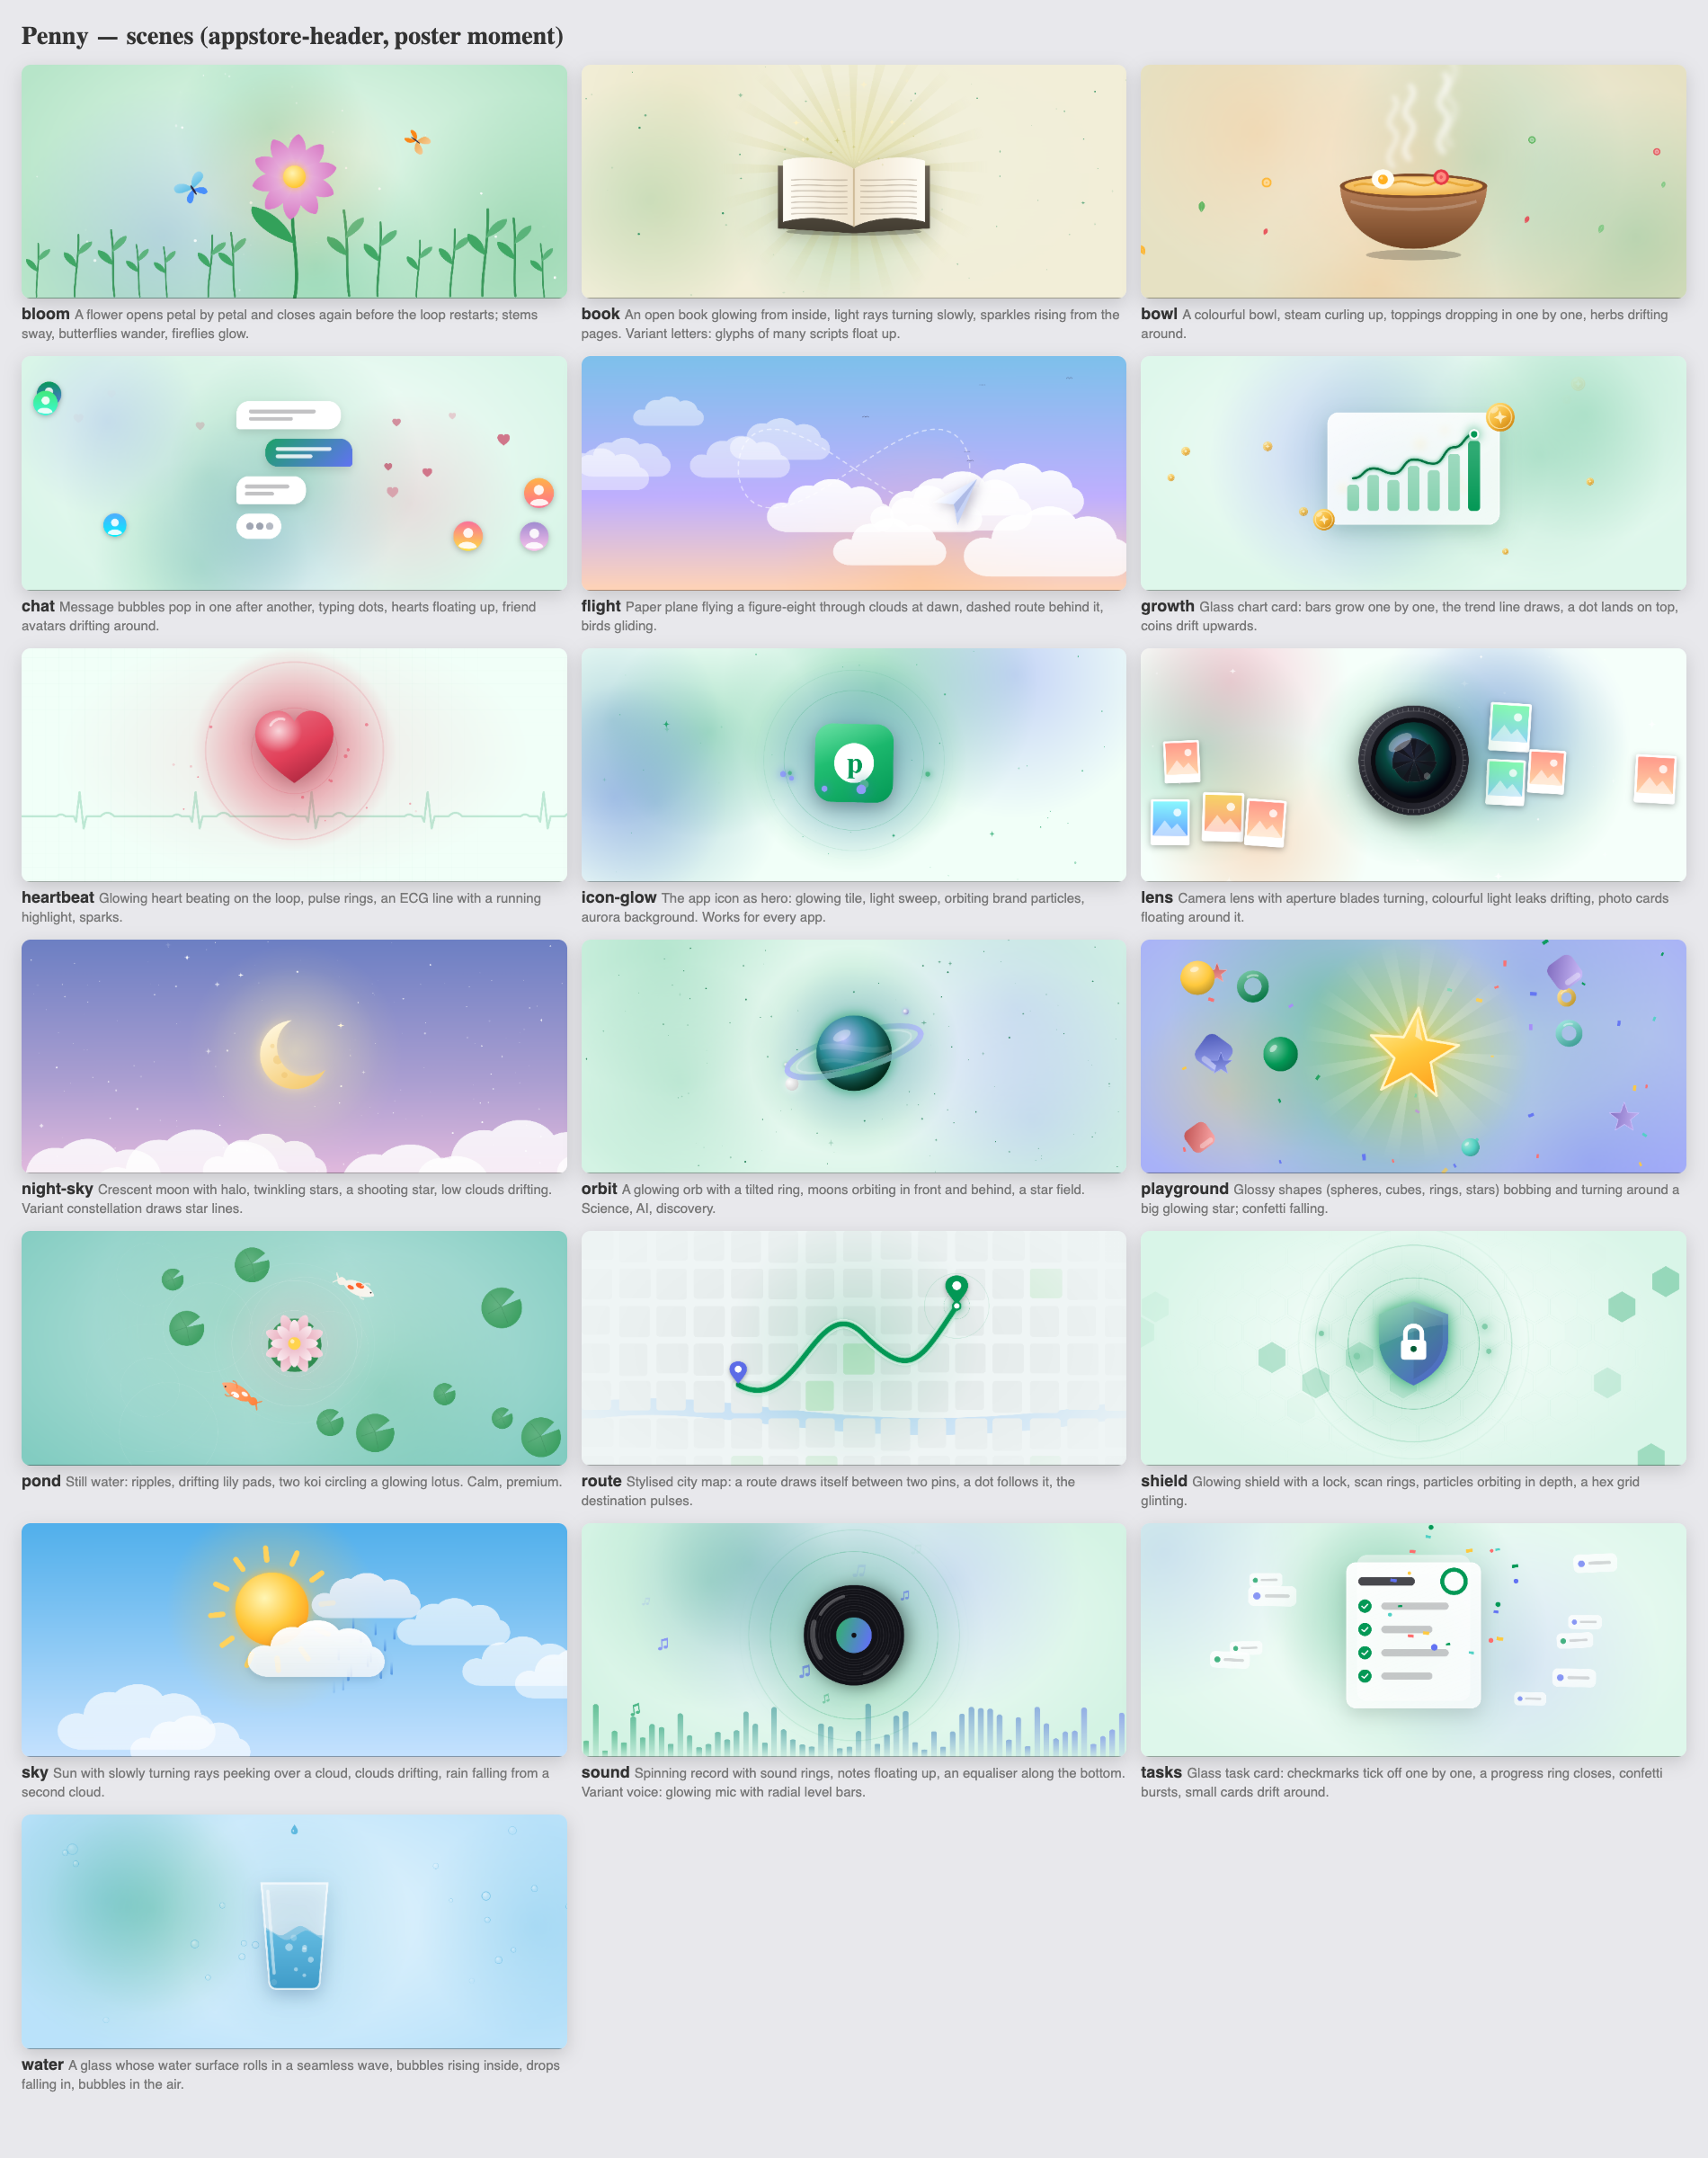 Penny — scenes (appstore-header, poster moment)
bloom A flower opens petal by petal and closes again before the loop restarts; stems
sway, butterflies wander, fireflies glow.
book An open book glowing from inside, light rays turning slowly, sparkles rising from the
pages. Variant letters: glyphs of many scripts float up.
bowl A colourful bowl, steam curling up, toppings dropping in one by one, herbs drifting
around.
chat Message bubbles pop in one after another, typing dots, hearts floating up, friend
avatars drifting around.
flight Paper plane flying a figure-eight through clouds at dawn, dashed route behind it,
birds gliding.
growth Glass chart card: bars grow one by one, the trend line draws, a dot lands on top,
coins drift upwards.
p
heartbeat Glowing heart beating on the loop, pulse rings, an ECG line with a running
highlight, sparks.
icon-glow The app icon as hero: glowing tile, light sweep, orbiting brand particles,
aurora background. Works for every app.
lens Camera lens with aperture blades turning, colourful light leaks drifting, photo cards
floating around it.
night-sky Crescent moon with halo, twinkling stars, a shooting star, low clouds drifting.
Variant constellation draws star lines.
orbit A glowing orb with a tilted ring, moons orbiting in front and behind, a star field.
Science, AI, discovery.
playground Glossy shapes (spheres, cubes, rings, stars) bobbing and turning around a
big glowing star; confetti falling.
pond Still water: ripples, drifting lily pads, two koi circling a glowing lotus. Calm, premium.
route Stylised city map: a route draws itself between two pins, a dot follows it, the
destination pulses.
shield Glowing shield with a lock, scan rings, particles orbiting in depth, a hex grid
glinting.
sky Sun with slowly turning rays peeking over a cloud, clouds drifting, rain falling from a
second cloud.
sound Spinning record with sound rings, notes floating up, an equaliser along the bottom.
Variant voice: glowing mic with radial level bars.
tasks Glass task card: checkmarks tick off one by one, a progress ring closes, confetti
bursts, small cards drift around.
water A glass whose water surface rolls in a seamless wave, bubbles rising inside, drops
falling in, bubbles in the air.